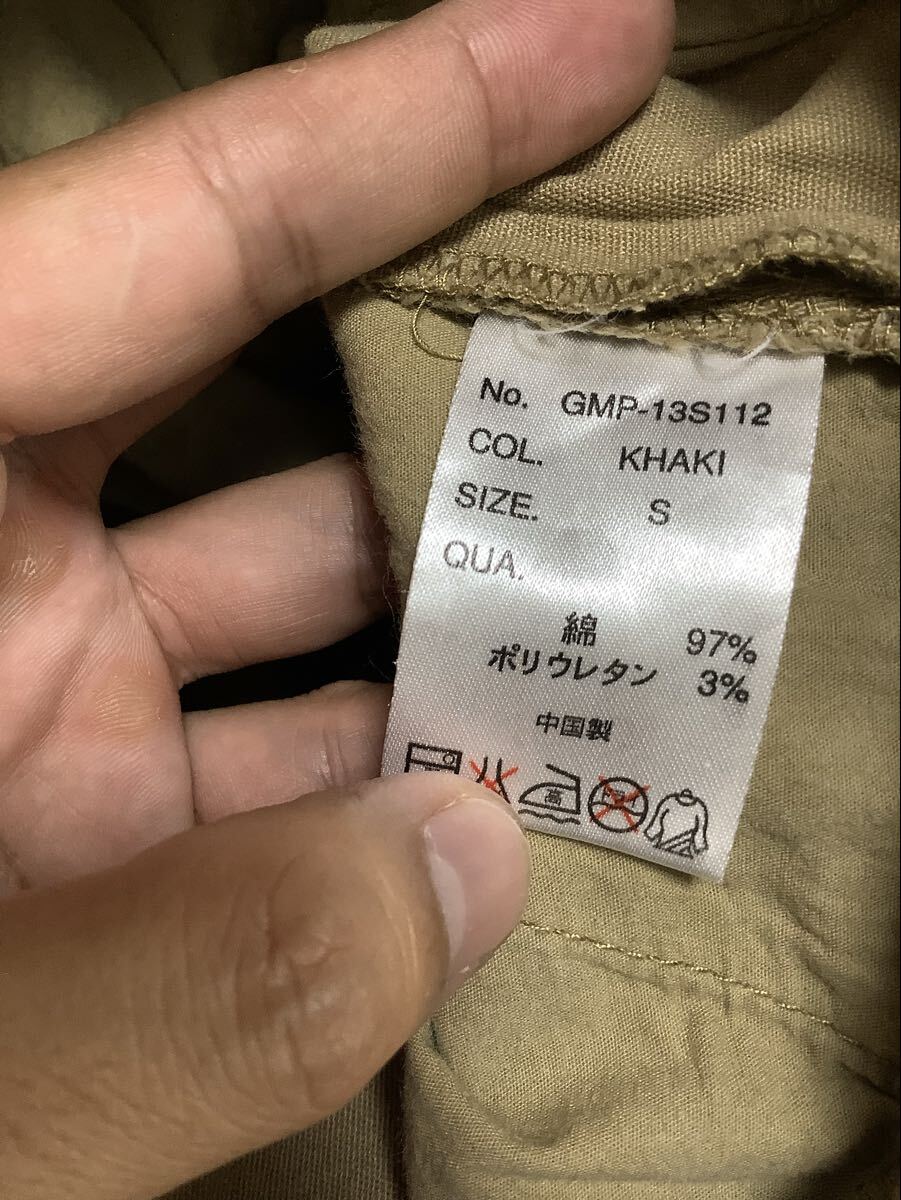 No. GMP-13S112
COL. KHAKI
SIZE. S
QUA.
綿 97%
ポリウレタン 3%
中国製
高